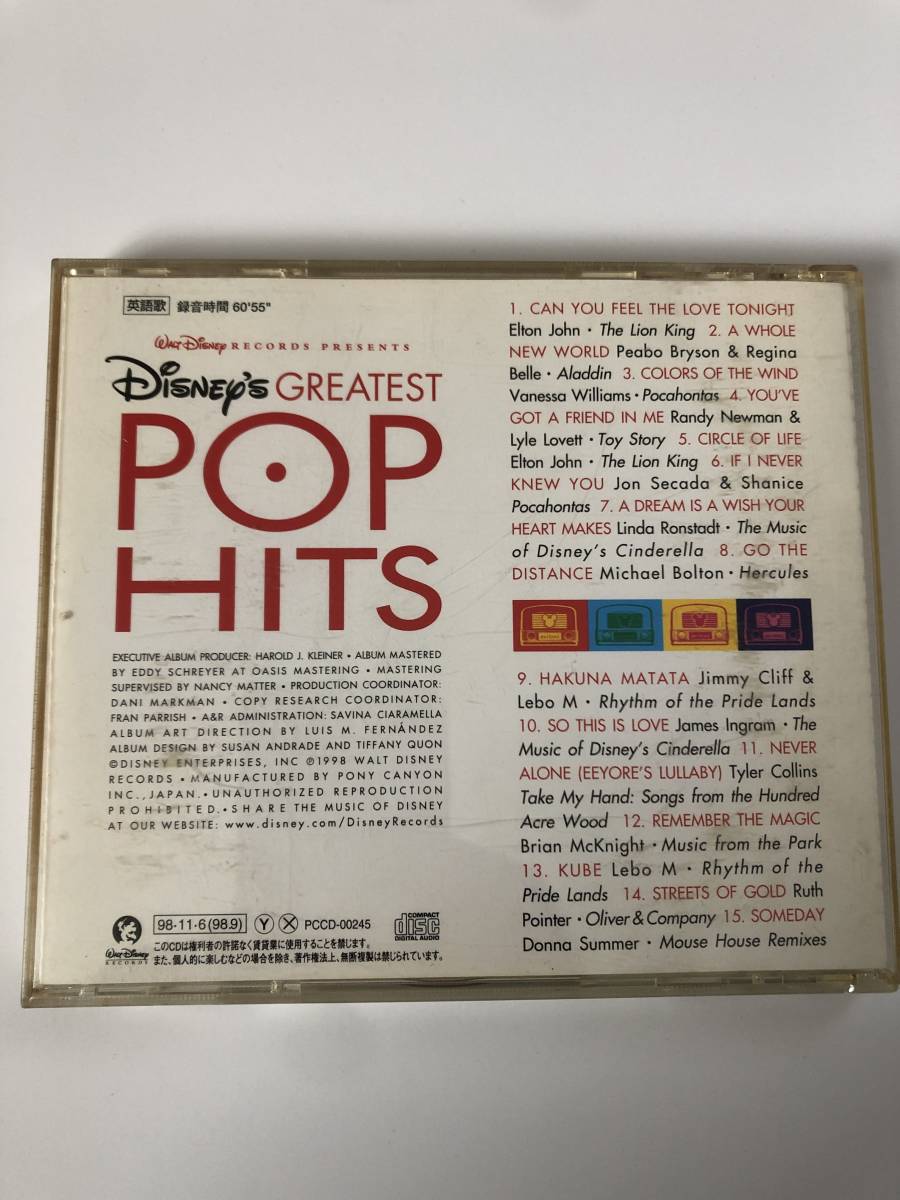 英語歌 録音時間 60'55"
WALT DISNEY RECORDS PRESENTS
DISNEY'S GREATEST
POP
HITS
EXECUTIVE ALBUM PRODUCER: HAROLD J. KLEINER • ALBUM MASTERED
BY EDDY SCHREYER AT OASIS MASTERING • MASTERING
SUPERVISED BY NANCY MATTER • PRODUCTION COORDINATOR:
DANI MARKMAN • COPY RESEARCH COORDINATOR:
FRAN PARRISH • A&R ADMINISTRATION: SAVINA CIARAMELLA
ALBUM ART DIRECTION BY LUIS M. FERNÁNDEZ
ALBUM DESIGN BY SUSAN ANDRADE AND TIFFANY QUON
©DISNEY ENTERPRISES, INC ℗1998 WALT DISNEY
RECORDS • MANUFACTURED BY PONY CANYON
INC., JAPAN. • UNAUTHORIZED REPRODUCTION
PROHIBITED. • SHARE THE MUSIC OF DISNEY
AT OUR WEBSITE: www.disney.com/DisneyRecords
Walt Disney
RECORDS
98·11·6(98.9) Y X PCCD-00245
COMPACT
disc
DIGITAL AUDIO
このCDは権利者の許諾なく賃貸業に使用することを禁じます。
また、個人的に楽しむなどの場合を除き、著作権法上、無断複製は禁じられています。
1. CAN YOU FEEL THE LOVE TONIGHT
Elton John • The Lion King 2. A WHOLE
NEW WORLD Peabo Bryson & Regina
Belle • Aladdin 3. COLORS OF THE WIND
Vanessa Williams • Pocahontas 4. YOU'VE
GOT A FRIEND IN ME Randy Newman &
Lyle Lovett • Toy Story 5. CIRCLE OF LIFE
Elton John • The Lion King 6. IF I NEVER
KNEW YOU Jon Secada & Shanice
Pocahontas 7. A DREAM IS A WISH YOUR
HEART MAKES Linda Ronstadt • The Music
of Disney's Cinderella 8. GO THE
DISTANCE Michael Bolton • Hercules
9. HAKUNA MATATA Jimmy Cliff &
Lebo M • Rhythm of the Pride Lands
10. SO THIS IS LOVE James Ingram • The
Music of Disney's Cinderella 11. NEVER
ALONE (EEYORE'S LULLABY) Tyler Collins
Take My Hand: Songs from the Hundred
Acre Wood 12. REMEMBER THE MAGIC
Brian McKnight • Music from the Park
13. KUBE Lebo M • Rhythm of the
Pride Lands 14. STREETS OF GOLD Ruth
Pointer • Oliver & Company 15. SOMEDAY
Donna Summer • Mouse House Remixes